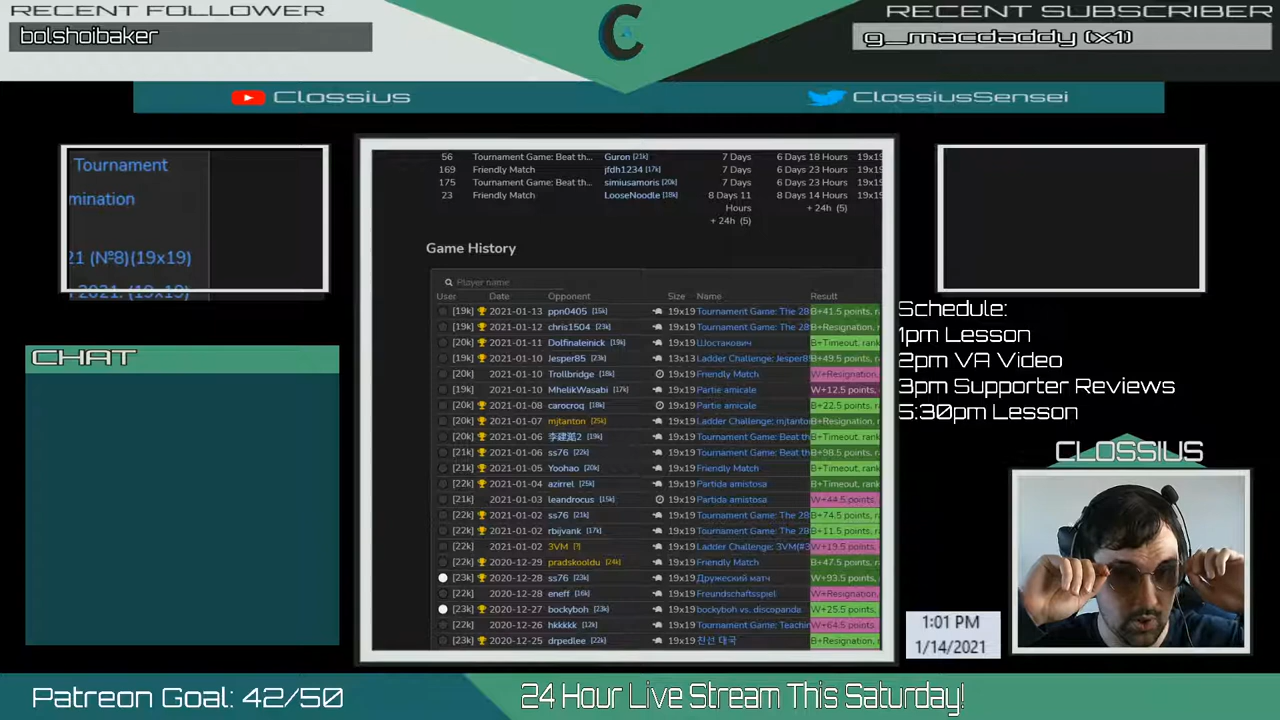 RECENT FOLLOWER
bolshoibaker
RECENT SUBSCRIBER
g_macdaddy (x1)
Clossius
ClossiusSensei
Tournament
mination
21 (№8)(19x19)
2021. (19x19)
56 Tournament Game: Beat th... Guron [21k] 7 Days 6 Days 18 Hours 19x19
169 Friendly Match jfdh1234 [17k] 7 Days 6 Days 23 Hours 19x19
175 Tournament Game: Beat th... simiusamoris [20k] 7 Days 6 Days 23 Hours 19x19
23 Friendly Match LooseNoodle [18k] 8 Days 11 Hours + 24h (5) 8 Days 14 Hours + 24h (5) 19x19
Game History
Player name
User Date Opponent Size Name Result
[19k] 2021-01-13 ppn0405 [15k] 19x19 Tournament Game: The 28 B+41.5 points, r
[19k] 2021-01-12 chris1504 [23k] 19x19 Tournament Game: The 28 B+Resignation,
[20k] 2021-01-11 Dolfinaleinick [19k] 19x19 Шостакович B+Timeout, rank
[19k] 2021-01-10 Jesper85 [23k] 13x13 Ladder Challenge: Jesper8 B+49.5 points, r
[20k] 2021-01-10 Trollbridge [18k] 19x19 Friendly Match W+Resignation,
[19k] 2021-01-10 MhelikWasabi [17k] 19x19 Partie amicale W+12.5 points,
[20k] 2021-01-08 carocroq [18k] 19x19 Partie amicale B+22.5 points, r
[20k] 2021-01-07 mjtanton [25k] 19x19 Ladder Challenge: mjtanto B+Resignation,
[20k] 2021-01-06 [19k] 19x19 Tournament Game: Beat th B+Timeout, rank
[21k] 2021-01-06 ss76 [22k] 19x19 Tournament Game: Beat th B+98.5 points, r
[21k] 2021-01-05 Yoohao [20k] 19x19 Friendly Match B+Timeout, rank
[22k] 2021-01-04 azirrel [25k] 19x19 Partida amistosa B+Timeout, rank
[21k] 2021-01-03 leandrocus [15k] 19x19 Partida amistosa W+44.5 points,
[22k] 2021-01-02 ss76 [21k] 19x19 Tournament Game: The 28 B+74.5 points, r
[22k] 2021-01-02 rbijvank [17k] 19x19 Tournament Game: The 28 B+11.5 points, r
[22k] 2021-01-02 3VM [?] 19x19 Ladder Challenge: 3VM(#3 W+19.5 points,
[22k] 2020-12-29 pradskooldu [24k] 19x19 Friendly Match B+47.5 points, r
[23k] 2020-12-28 ss76 [23k] 19x19 Дружеский матч W+93.5 points,
[22k] 2020-12-28 eneff [16k] 19x19 Freundschaftsspiel W+Resignation,
[23k] 2020-12-27 bockyboh [23k] 19x19 bockyboh vs. discopanda W+25.5 points,
[22k] 2020-12-26 hkkkkk [12k] 19x19 Tournament Game: Teachin W+64.5 points,
[23k] 2020-12-25 drpedlee [22k] 19x19 친선 대국 B+Resignation,
CHAT
Schedule:
1pm Lesson
2pm VA Video
3pm Supporter Reviews
5:30pm Lesson
CLOSSIUS
1:01 PM
1/14/2021
Patreon Goal: 42/50
24 Hour Live Stream This Saturday!